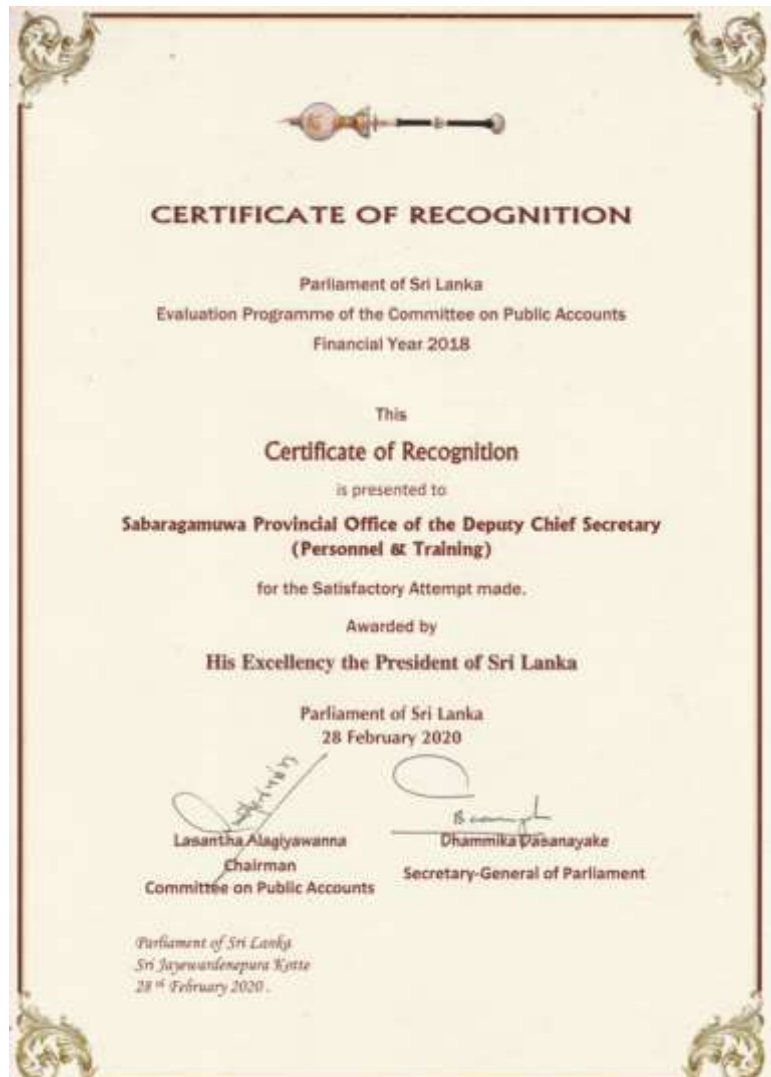 CERTIFICATE OF RECOGNITION
Parliament of Sri Lanka
Evaluation Programme of the Committee on Public Accounts
Financial Year 2018
This
Certificate of Recognition
is presented to
Sabaragamuwa Provincial Office of the Deputy Chief Secretary
(Personnel & Training)
for the Satisfactory Attempt made.
Awarded by
His Excellency the President of Sri Lanka
Parliament of Sri Lanka
28 February 2020
Lasantha Alagiyawanna
Chairman
Committee on Public Accounts
Dhammika Dasanayake
Secretary-General of Parliament
Parliament of Sri Lanka
Sri Jayewardenepura Kotte
28 th February 2020 .